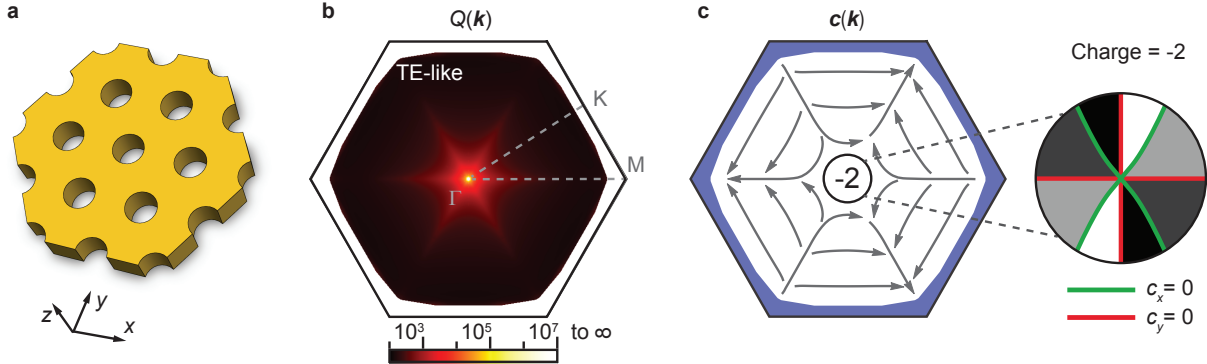 a
z
y
x
b
Q(k)
TE-like
K
M
Γ
10³ 10⁵ 10⁷ to ∞
c
c(k)
-2
Charge = -2
cₓ= 0
c_y= 0